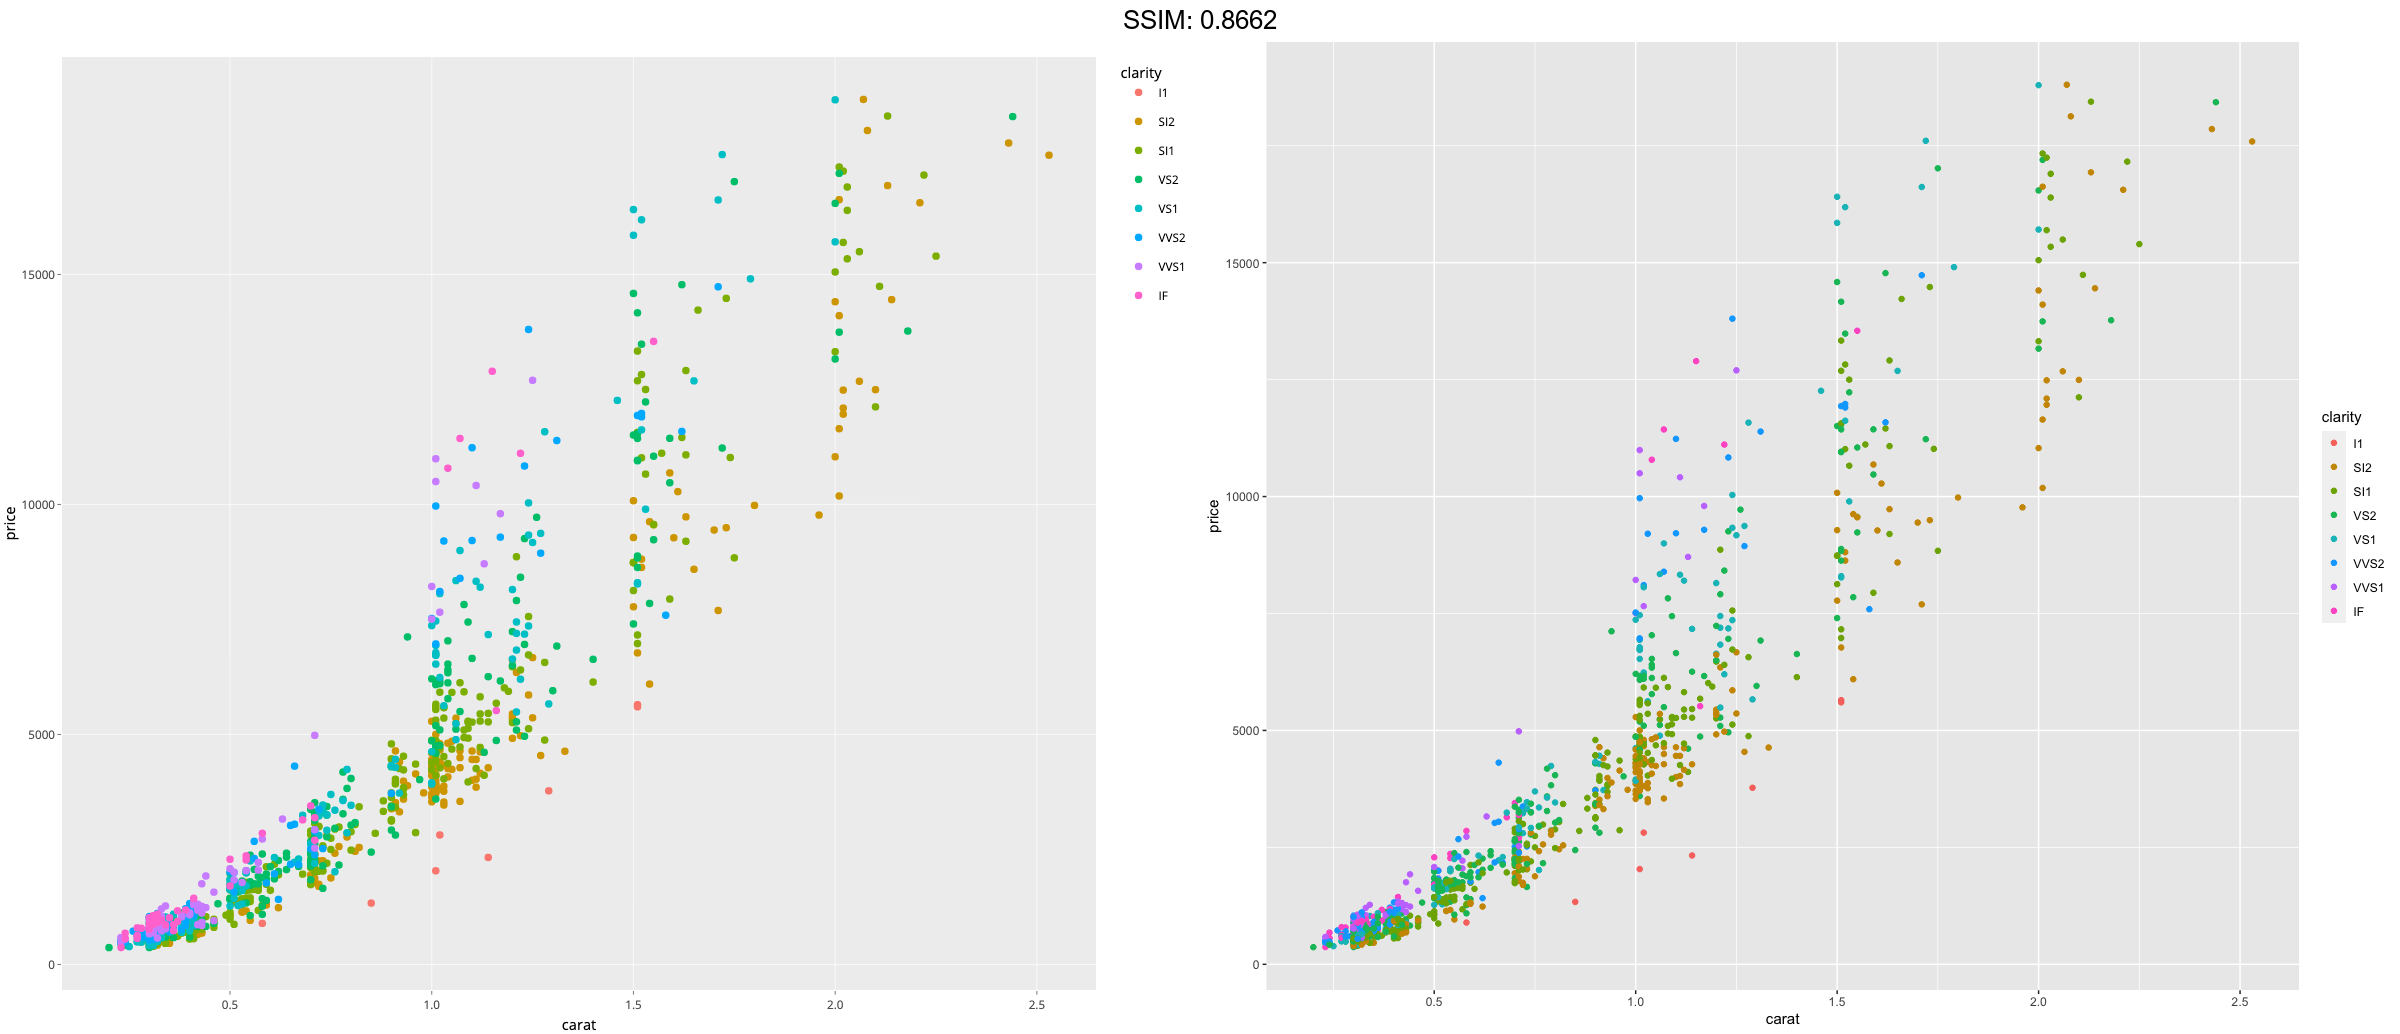 SSIM: 0.8662
price
15000
10000
5000
0
0.5 1.0 1.5 2.0 2.5
carat
clarity
I1
SI2
SI1
VS2
VS1
VVS2
VVS1
IF
price
15000
10000
5000
0
0.5 1.0 1.5 2.0 2.5
carat
clarity
I1
SI2
SI1
VS2
VS1
VVS2
VVS1
IF